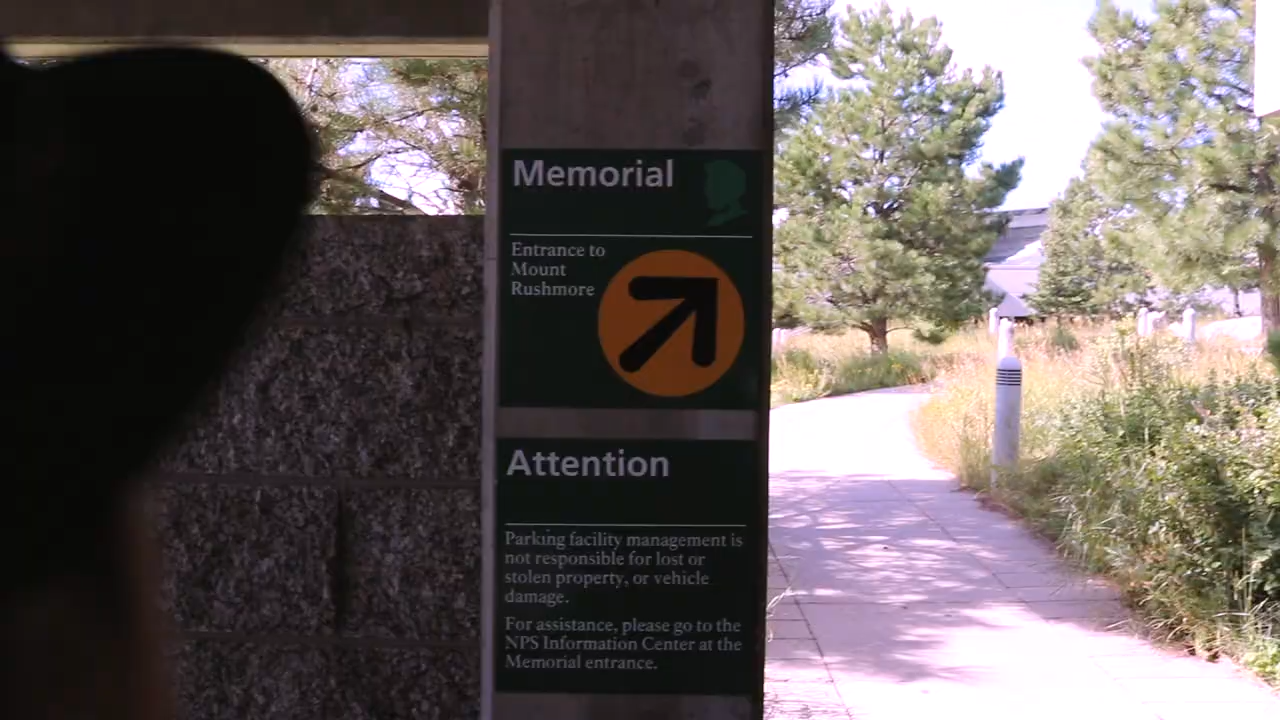 Memorial
Entrance to
Mount
Rushmore
Attention
Parking facility management is
not responsible for lost or
stolen property, or vehicle
damage.
For assistance, please go to the
NPS Information Center at the
Memorial entrance.